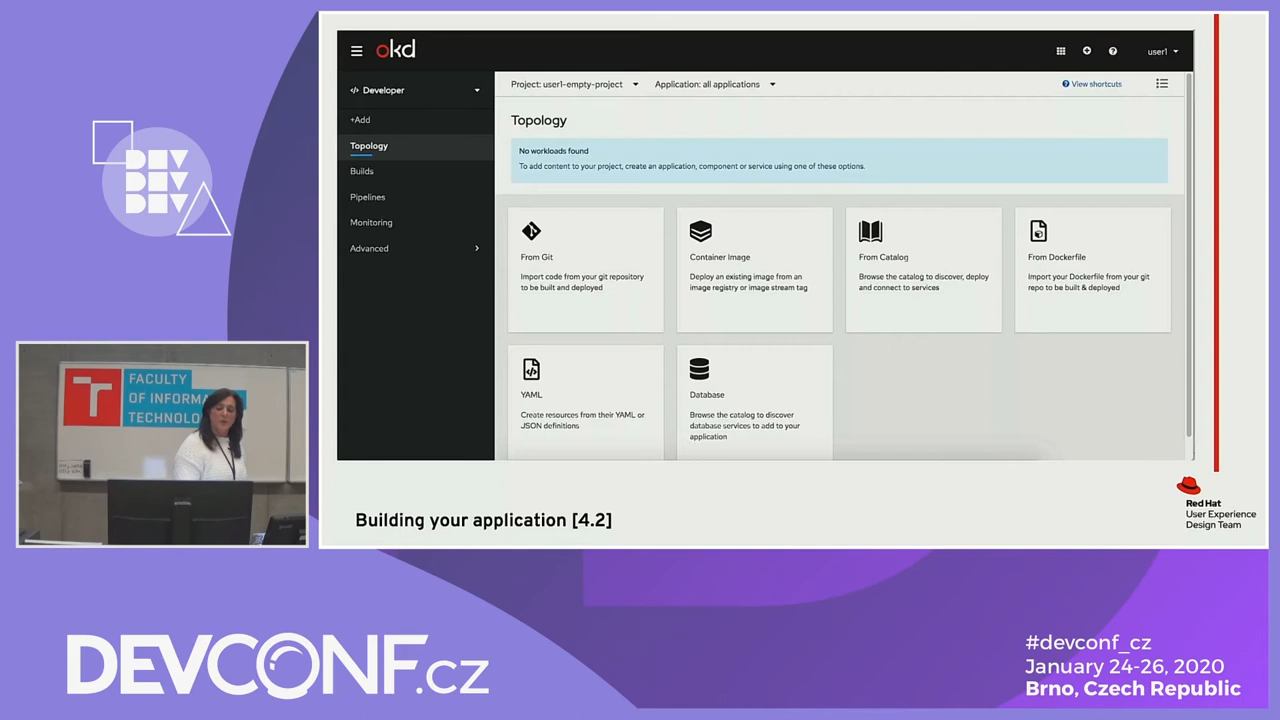 okd
user1
Developer
+Add
Topology
Builds
Pipelines
Monitoring
Advanced
Project: user1-empty-project
Application: all applications
View shortcuts
Topology
No workloads found
To add content to your project, create an application, component or service using one of these options.
From Git
Import code from your git repository
to be built and deployed
Container Image
Deploy an existing image from an
image registry or image stream tag
From Catalog
Browse the catalog to discover, deploy
and connect to services
From Dockerfile
Import your Dockerfile from your git
repo to be built & deployed
YAML
Create resources from their YAML or
JSON definitions
Database
Browse the catalog to discover
database services to add to your
application
Building your application [4.2]
Red Hat
User Experience
Design Team
DEV
DEV
DEV
FACULTY
OF INFORMA
TECHNOLO
DEVCONF.cz
#devconf_cz
January 24-26, 2020
Brno, Czech Republic